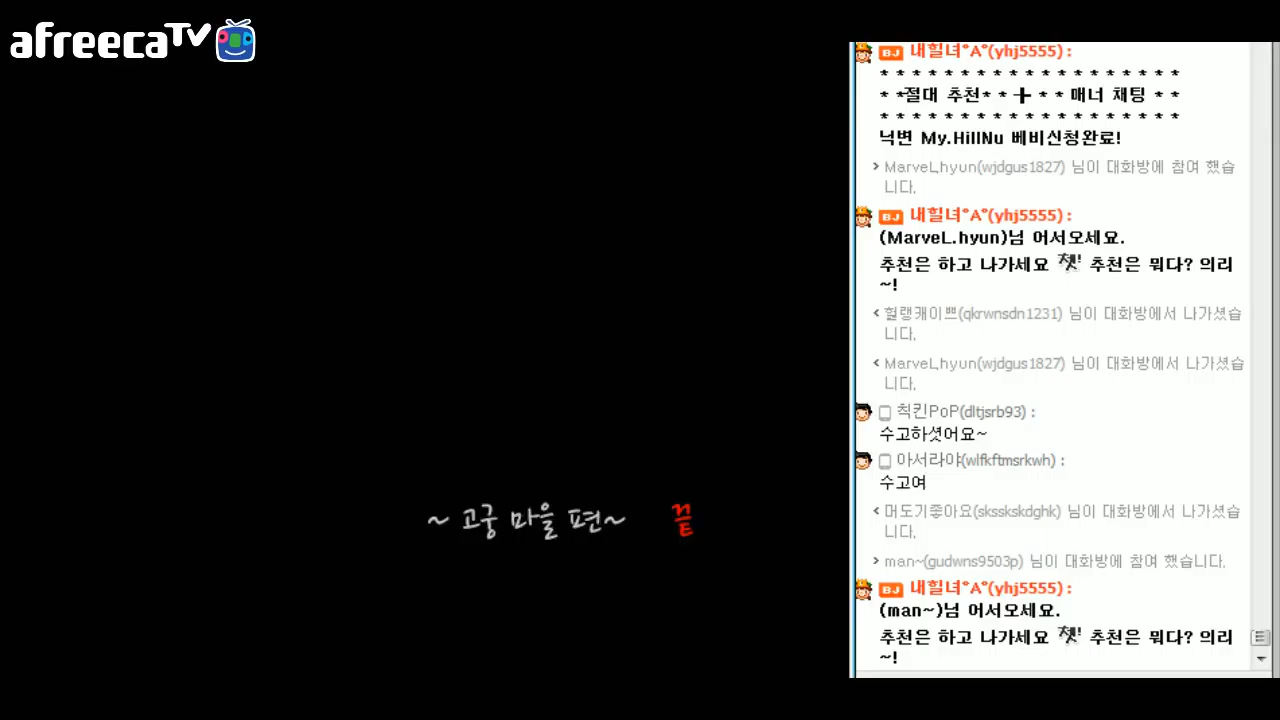 afreecaTV
~ 고궁 마을 편~ 끝
BJ 내힐녀°A°(yhj5555) :
* * * * * * * * * * * * * * * * * * *
* *절대 추천* * + * * 매너 채팅 * *
* * * * * * * * * * * * * * * * * * *
닉변 My.HillNu 베비신청완료!
> MarveL.hyun(wjdgus1827) 님이 대화방에 참여 했습
니다.
BJ 내힐녀°A°(yhj5555) :
(MarveL.hyun)님 어서오세요.
추천은 하고 나가세요 쳇! 추천은 뭐다? 의리
~!
< 헐랭캐이쁘(qkrwnsdn1231) 님이 대화방에서 나가셨습
니다.
< MarveL.hyun(wjdgus1827) 님이 대화방에서 나가셨습
니다.
칙킨PoP(dltjsrb93) :
수고하셧어요~
아서라야(wlfkftmsrkwh) :
수고여
< 머도기좋아요(skssksdghk) 님이 대화방에서 나가셨습
니다.
> man~(gudwns9503p) 님이 대화방에 참여 했습니다.
BJ 내힐녀°A°(yhj5555) :
(man~)님 어서오세요.
추천은 하고 나가세요 쳇! 추천은 뭐다? 의리
~!